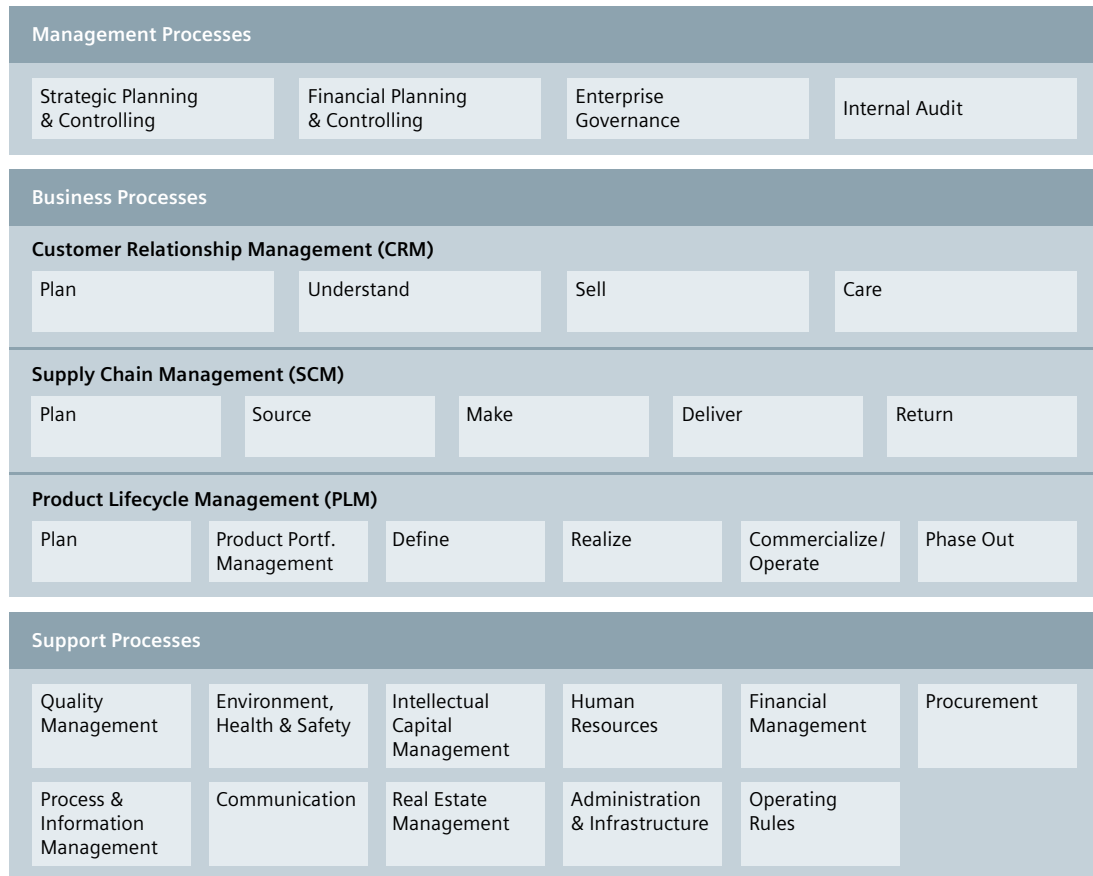 Management Processes
Strategic Planning
& Controlling
Financial Planning
& Controlling
Enterprise
Governance
Internal Audit
Business Processes
Customer Relationship Management (CRM)
Plan
Understand
Sell
Care
Supply Chain Management (SCM)
Plan
Source
Make
Deliver
Return
Product Lifecycle Management (PLM)
Plan
Product Portf.
Management
Define
Realize
Commercialize/
Operate
Phase Out
Support Processes
Quality
Management
Environment,
Health & Safety
Intellectual
Capital
Management
Human
Resources
Financial
Management
Procurement
Process &
Information
Management
Communication
Real Estate
Management
Administration
& Infrastructure
Operating
Rules